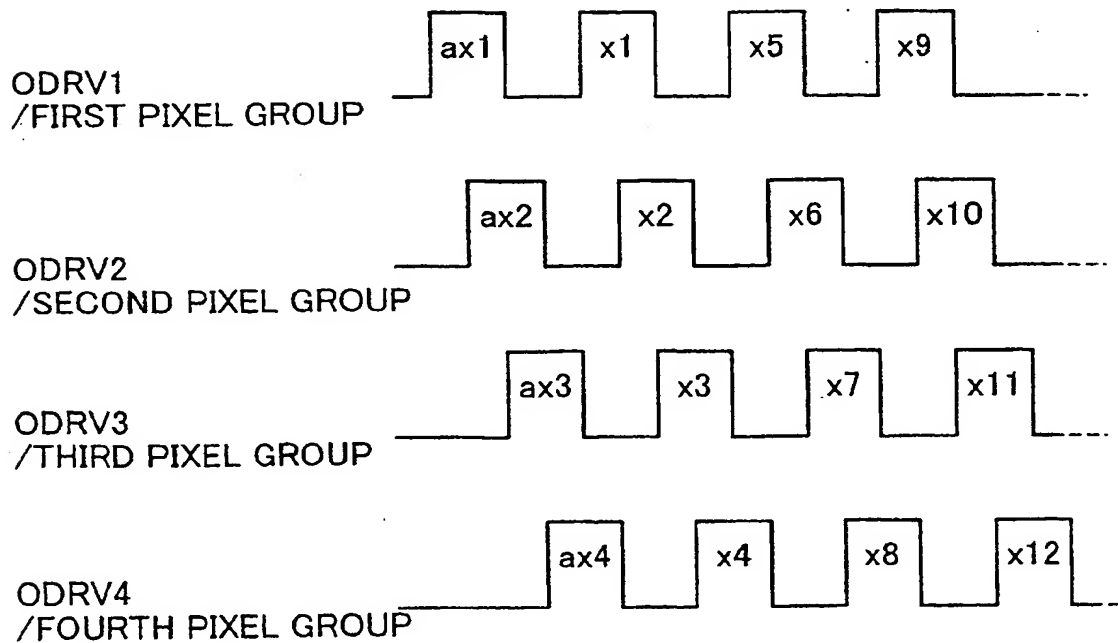 ax1 x1 x5 x9
ODRV1
/FIRST PIXEL GROUP
ax2 x2 x6 x10
ODRV2
/SECOND PIXEL GROUP
ax3 x3 x7 x11
ODRV3
/THIRD PIXEL GROUP
ax4 x4 x8 x12
ODRV4
/FOURTH PIXEL GROUP